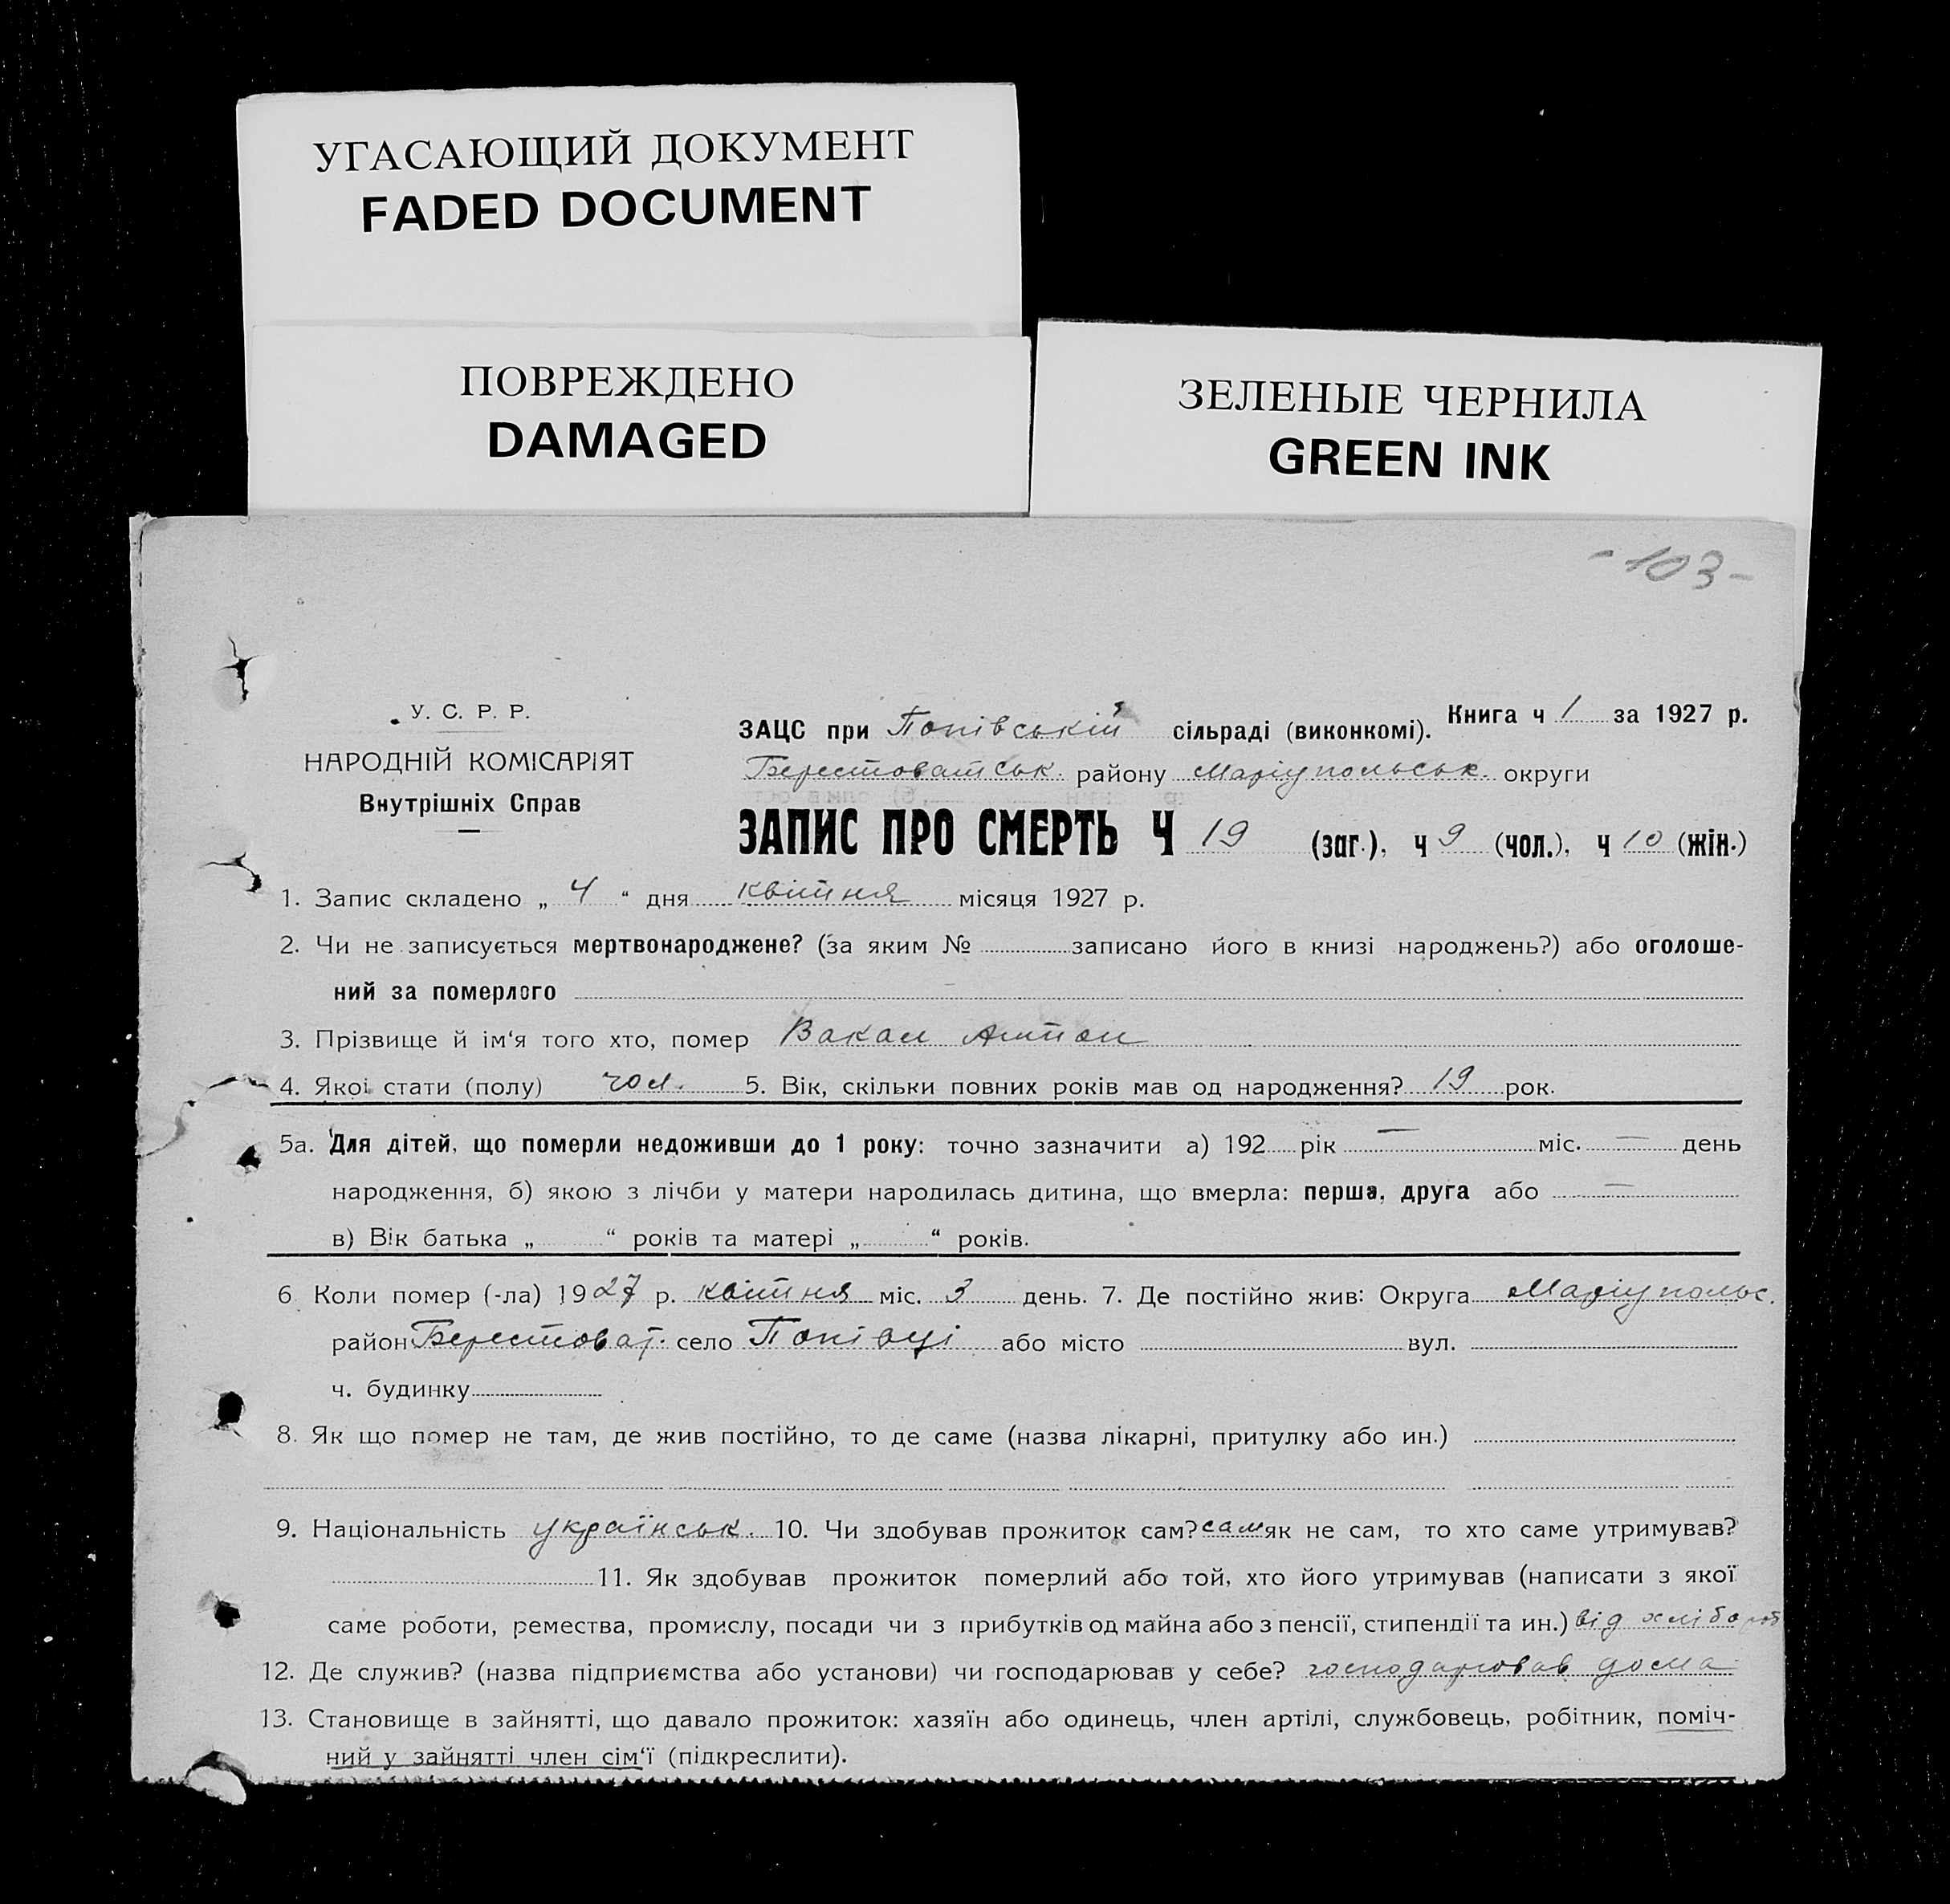 УГАСАЮЩИЙ ДОКУМЕНТ
FADED DOCUMENT
ПОВРЕЖДЕНО
DAMAGED
ЗЕЛЕНЫЕ ЧЕРНИЛА
GREEN INK
-103-
У. С. Р. Р.
НАРОДНІЙ КОМІСАРІЯТ
Внутрішніх Справ
ЗАЦС при Попівській сільраді (виконкомі). Книга ч 1 за 1927 р.
Берестоватськ. району Маріупольськ. округи
ЗАПИС ПРО СМЕРТЬ Ч 19 (заг.), ч 9 (чол.), ч 10 (жін.)
1. Запис складено „ 4 “ дня квітня місяця 1927 р.
2. Чи не записується мертвонароджене? (за яким № записано його в книзі народжень?) або оголоше-
ний за померлого
3. Прізвище й ім‘я того хто, помер Вакал Антон
4. Якоі стати (полу) чол. 5. Вік, скільки повних років мав од народження? 19 рок.
5а. Для дітей, що померли недоживши до 1 року: точно зазначити а) 192 рік — міс. — день
народження, б) якою з лічби у матери народилась дитина, що вмерла: перша, друга або —
в) Вік батька „ “ років та матері „ “ років.
6 Коли помер (-ла) 1927 р. квітня міс. 3 день. 7. Де постійно жив: Округа Маріупольс.
район Берестоват. село Попівці або місто вул.
ч. будинку
8. Як що помер не там, де жив постійно, то де саме (назва лікарні, притулку або ин.)
9. Національність українськ. 10. Чи здобував прожиток сам? сам як не сам, то хто саме утримував?
11. Як здобував прожиток померлий або той, хто його утримував (написати з якої
саме роботи, ремества, промислу, посади чи з прибутків од майна або з пенсії, стипендії та ин.) від хлібороб
12. Де служив? (назва підприємства або установи) чи господарював у себе? господарював дома
13. Становище в зайнятті, що давало прожиток: хазяїн або одинець, член артілі, службовець, робітник, поміч-
ний у зайнятті член сім‘ї (підкреслити).